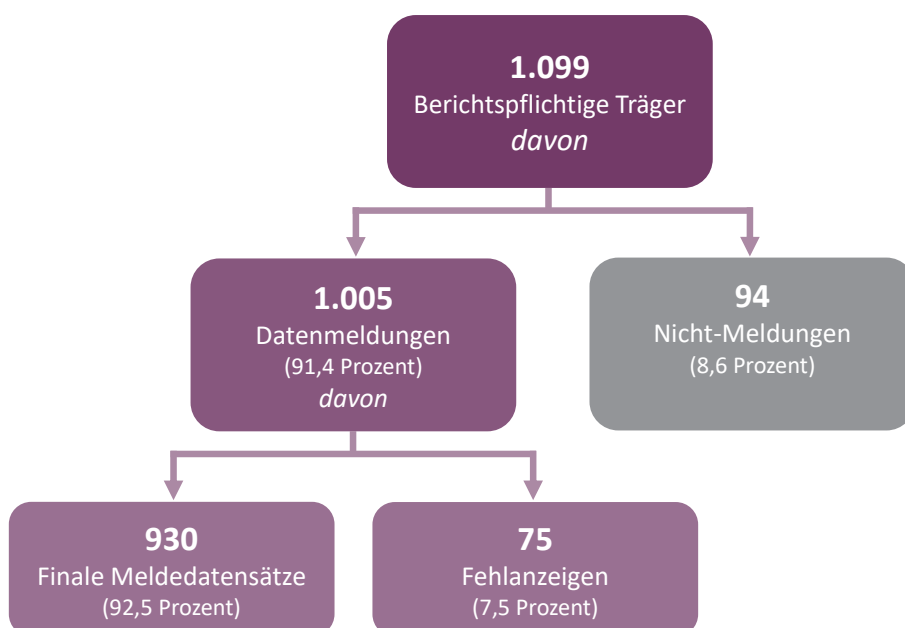 1.099
Berichtspflichtige Träger
davon
1.005
Datenmeldungen
(91,4 Prozent)
davon
94
Nicht-Meldungen
(8,6 Prozent)
930
Finale Meldedatensätze
(92,5 Prozent)
75
Fehlanzeigen
(7,5 Prozent)